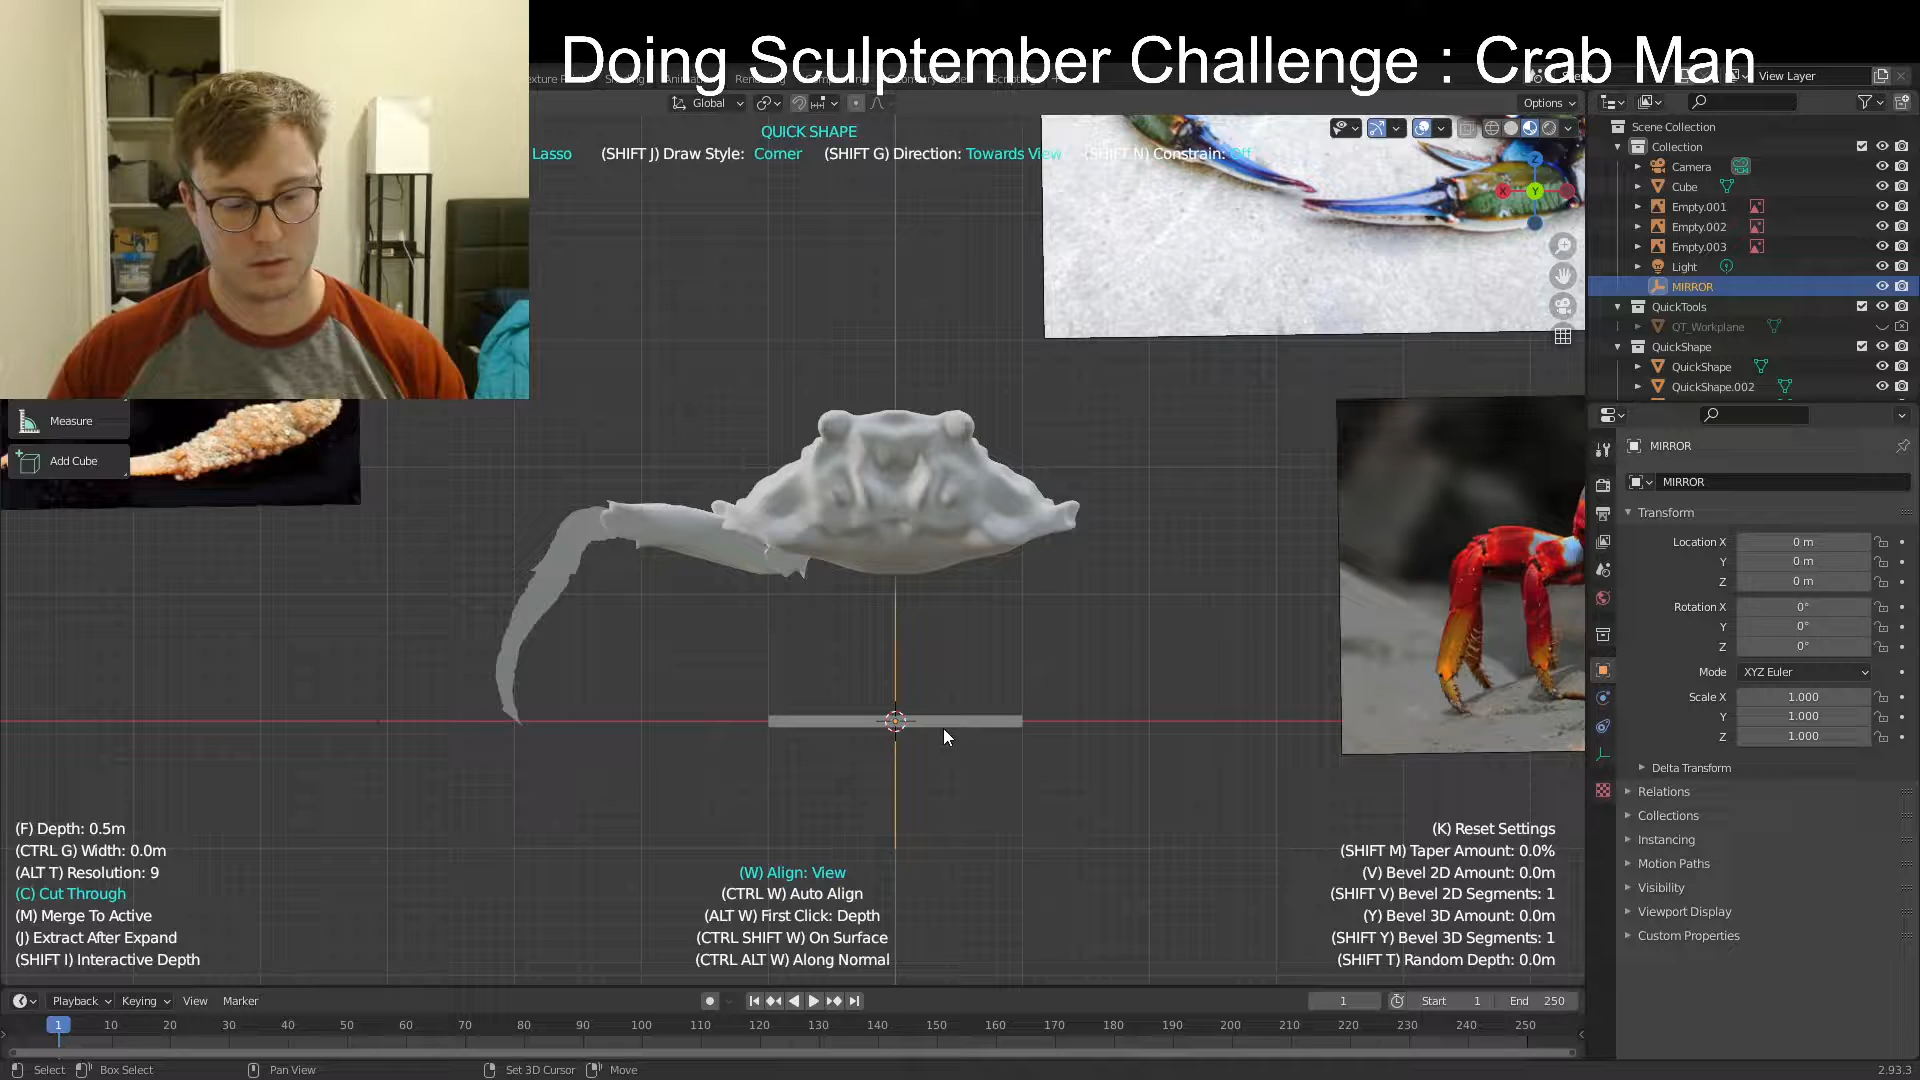 Doing Sculptember Challenge : Crab Man
View Layer
Global
Options
QUICK SHAPE
Lasso (SHIFT J) Draw Style: Corner (SHIFT G) Direction: Towards View (SHIFT N) Constrain: Off
Scene Collection
Collection
Camera
Cube
Empty.001
Empty.002
Empty.003
Light
MIRROR
QuickTools
QT_Workplane
QuickShape
QuickShape
QuickShape.002
Measure
Add Cube
X
Y
Z
MIRROR
MIRROR
Transform
Location X 0 m
Y 0 m
Z 0 m
Rotation X 0°
Y 0°
Z 0°
Mode XYZ Euler
Scale X 1.000
Y 1.000
Z 1.000
Delta Transform
Relations
Collections
Instancing
Motion Paths
Visibility
Viewport Display
Custom Properties
(F) Depth: 0.5m
(CTRL G) Width: 0.0m
(ALT T) Resolution: 9
(C) Cut Through
(M) Merge To Active
(J) Extract After Expand
(SHIFT I) Interactive Depth
(W) Align: View
(CTRL W) Auto Align
(ALT W) First Click: Depth
(CTRL SHIFT W) On Surface
(CTRL ALT W) Along Normal
(K) Reset Settings
(SHIFT M) Taper Amount: 0.0%
(V) Bevel 2D Amount: 0.0m
(SHIFT V) Bevel 2D Segments: 1
(Y) Bevel 3D Amount: 0.0m
(SHIFT Y) Bevel 3D Segments: 1
(SHIFT T) Random Depth: 0.0m
Playback Keying View Marker
1 Start 1 End 250
1 10 20 30 40 50 60 70 80 90 100 110 120 130 140 150 160 170 180 190 200 210 220 230 240 250
Select Box Select Pan View Set 3D Cursor Move 2.93.3